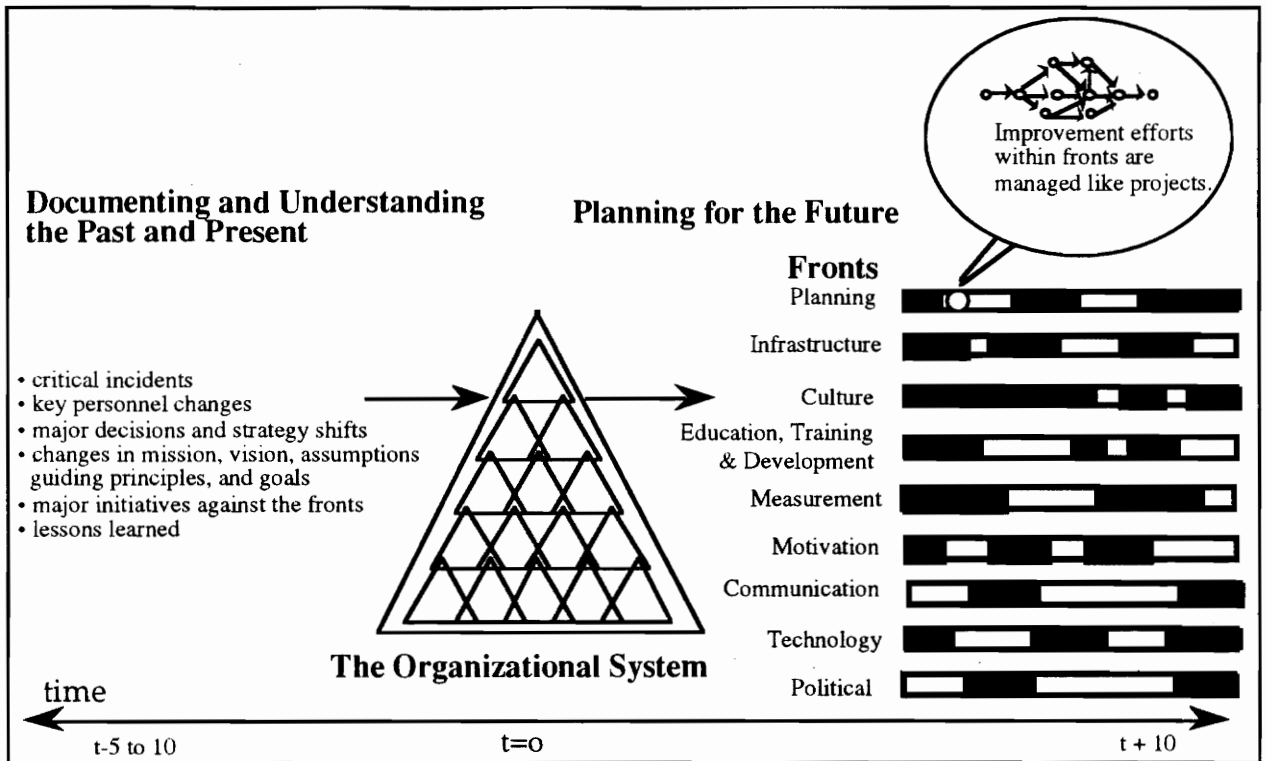 Improvement efforts
within fronts are
managed like projects.
Documenting and Understanding
the Past and Present
Planning for the Future
Fronts
Planning
Infrastructure
Culture
Education, Training
& Development
Measurement
Motivation
Communication
Technology
Political
• critical incidents
• key personnel changes
• major decisions and strategy shifts
• changes in mission, vision, assumptions
guiding principles, and goals
• major initiatives against the fronts
• lessons learned
The Organizational System
time
t-5 to 10
t=o
t + 10